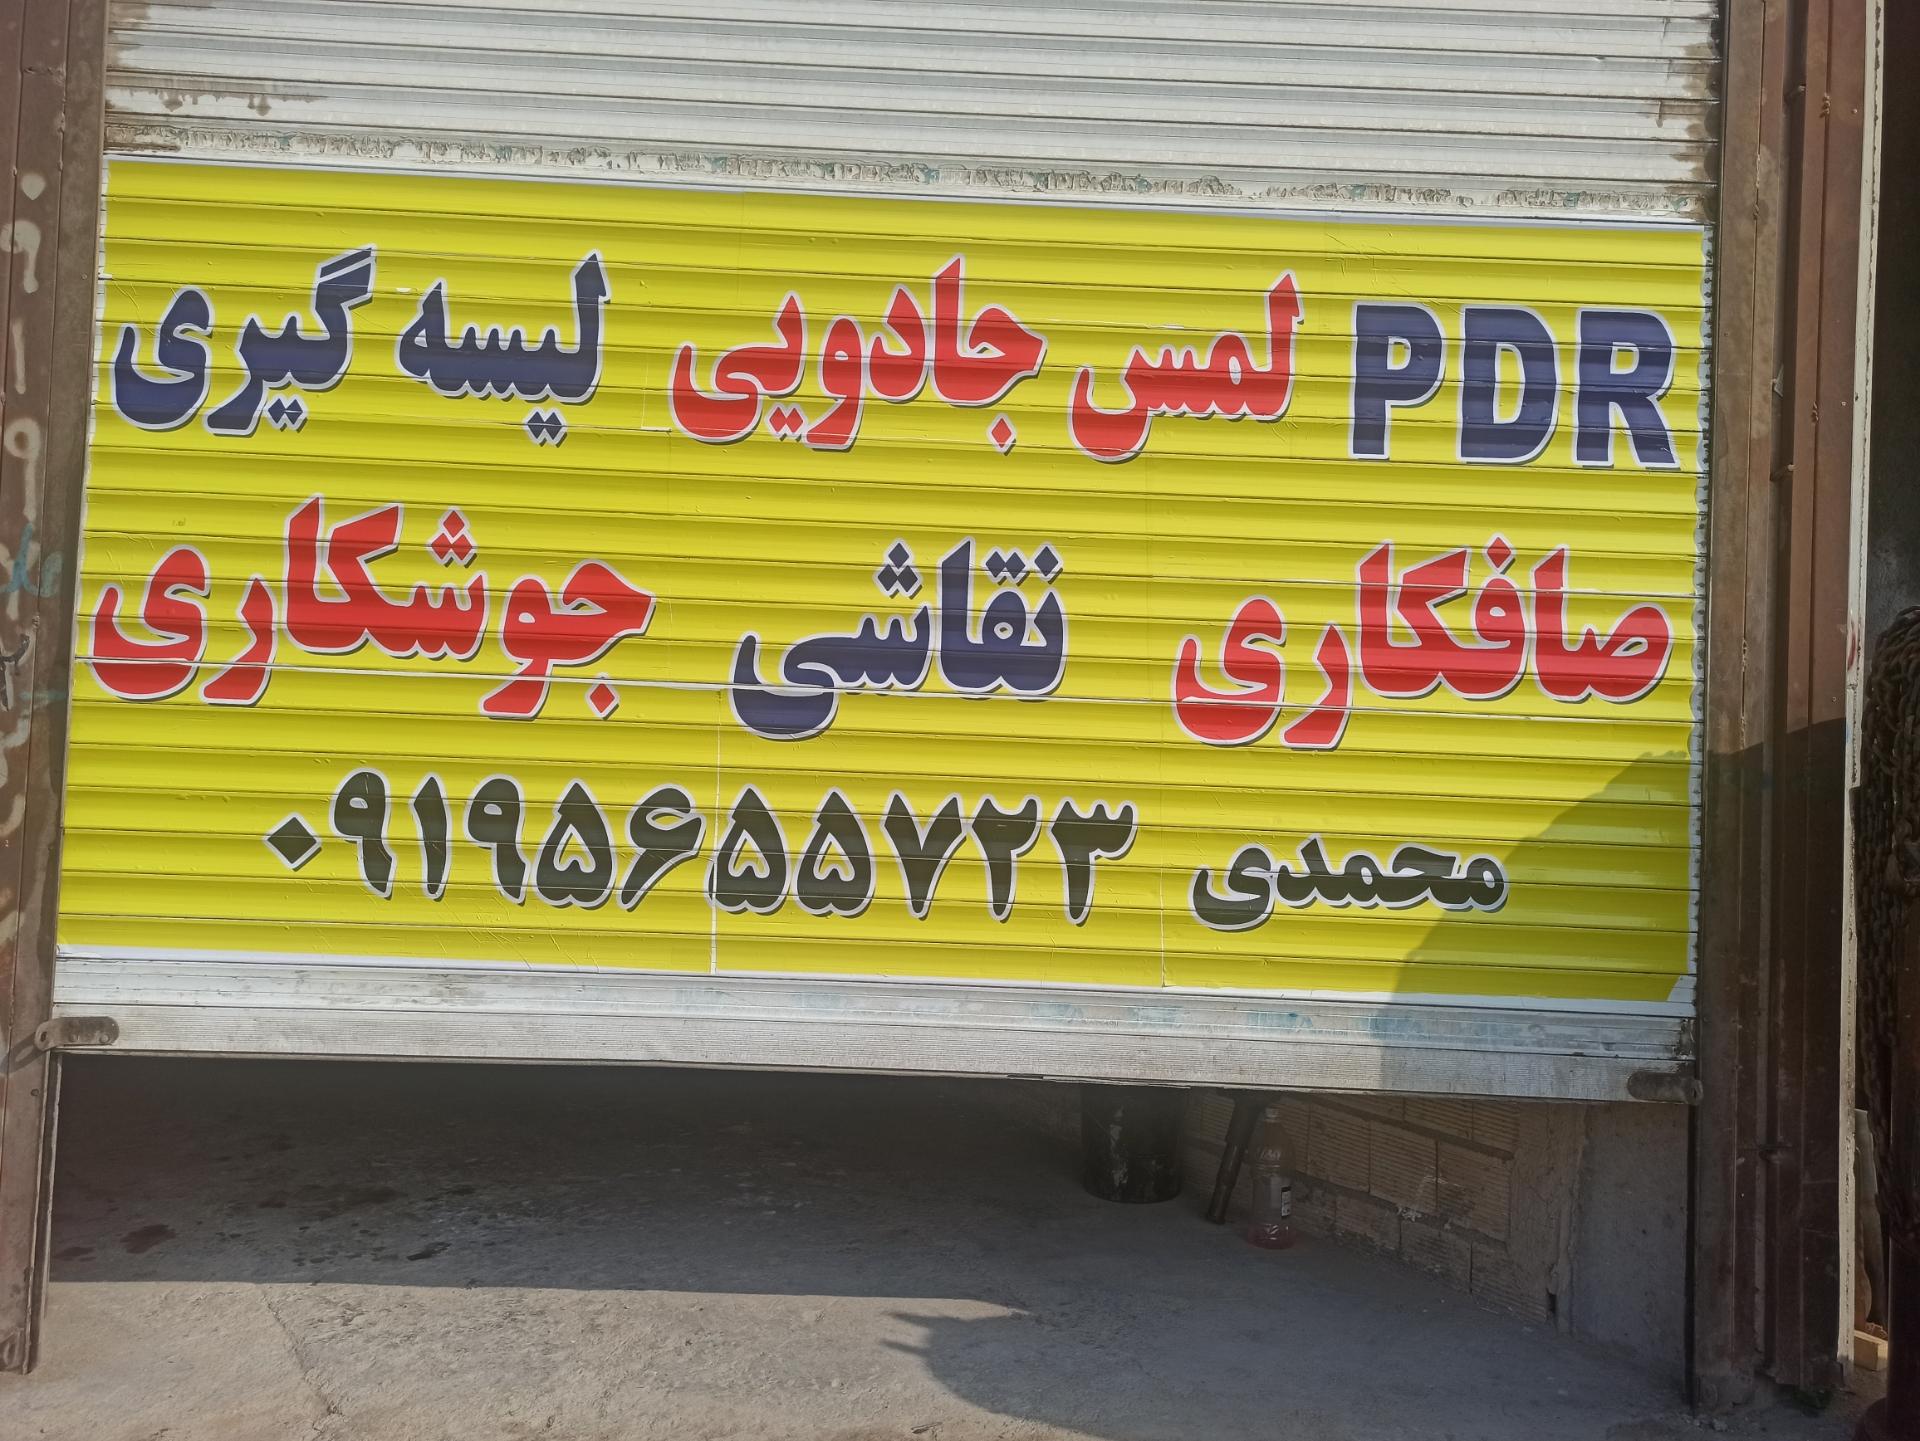 PDR لمس جادویی لیسه گیری
صافکاری نقاشی جوشکاری
محمدی ۰۹۱۹۵۶۵۵۷۲۳